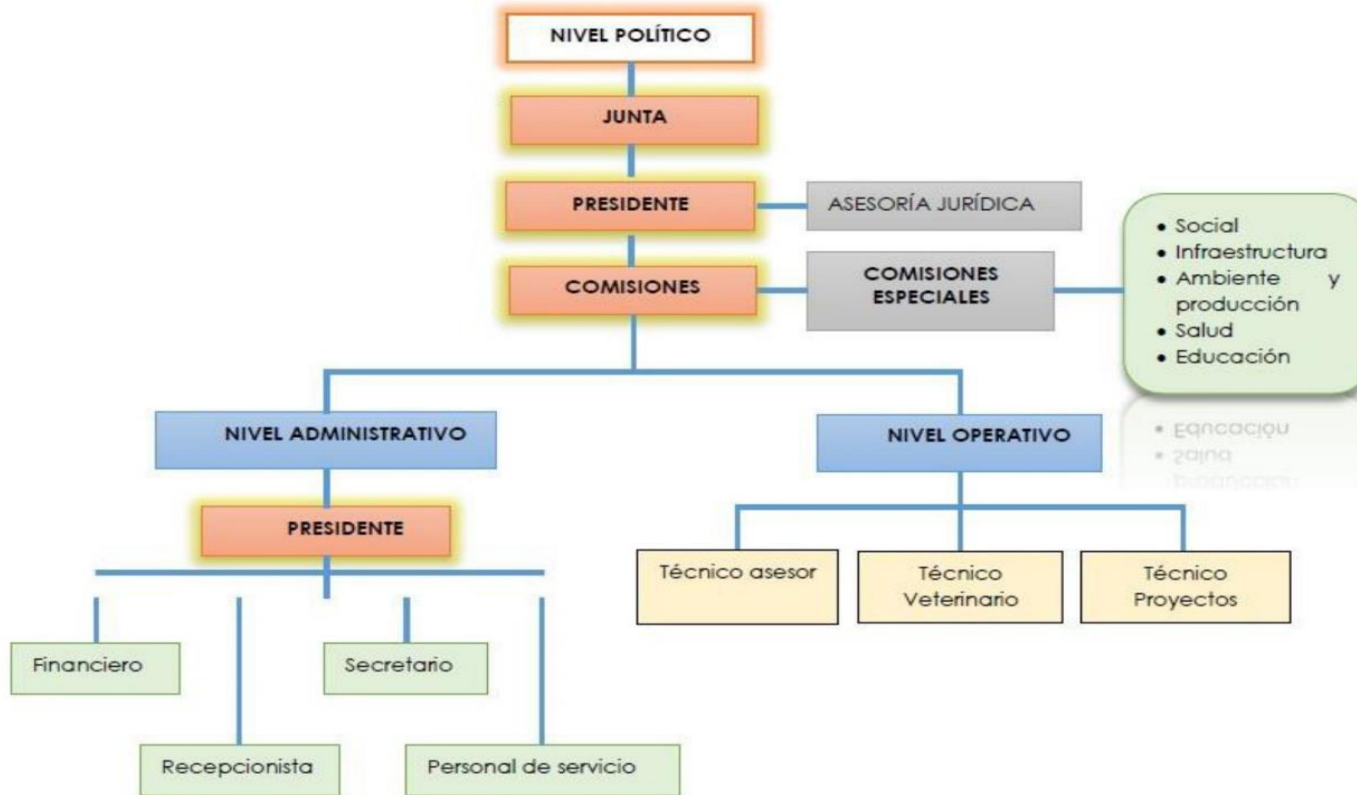 NIVEL POLÍTICO
JUNTA
PRESIDENTE
ASESORÍA JURÍDICA
COMISIONES
COMISIONES
ESPECIALES
• Social
• Infraestructura
• Ambiente y
producción
• Salud
• Educación
NIVEL ADMINISTRATIVO
NIVEL OPERATIVO
PRESIDENTE
Técnico asesor
Técnico
Veterinario
Técnico
Proyectos
Financiero
Secretario
Recepcionista
Personal de servicio